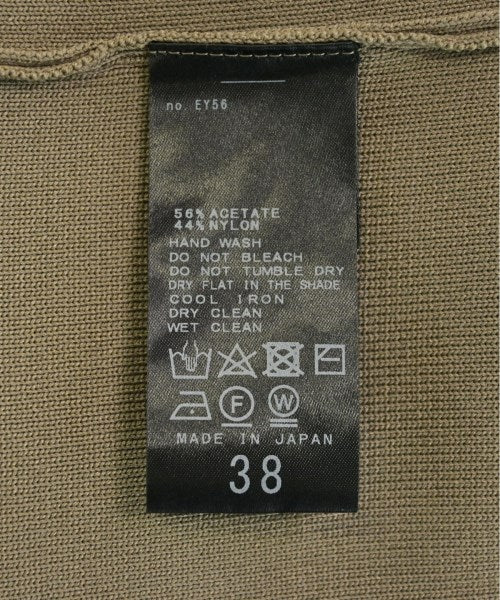 no. EY56
56% ACETATE
44% NYLON
HAND WASH
DO NOT BLEACH
DO NOT TUMBLE DRY
DRY FLAT IN THE SHADE
COOL IRON
DRY CLEAN
WET CLEAN
F W
MADE IN JAPAN
38